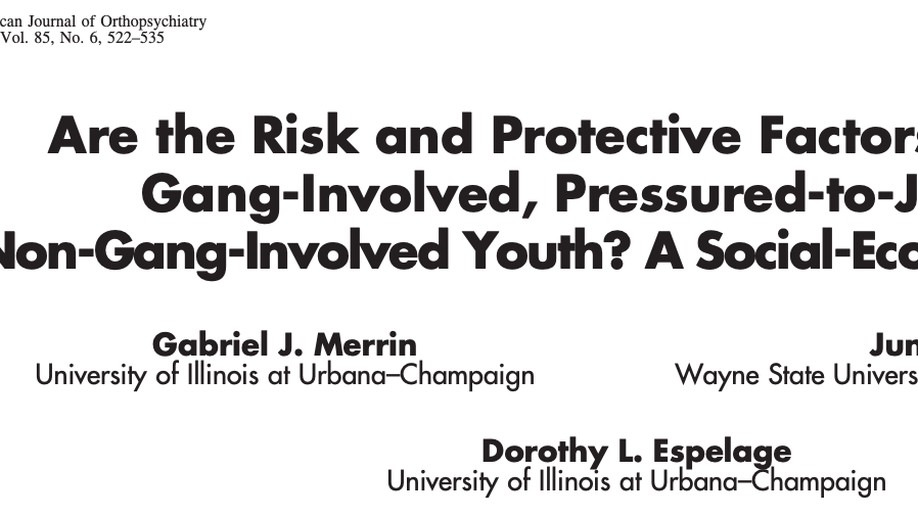 can Journal of Orthopsychiatry
Vol. 85, No. 6, 522–535
Are the Risk and Protective Factors
Gang-Involved, Pressured-to-J
Non-Gang-Involved Youth? A Social-Eco
Gabriel J. Merrin
Jun
University of Illinois at Urbana–Champaign
Wayne State Univers
Dorothy L. Espelage
University of Illinois at Urbana–Champaign